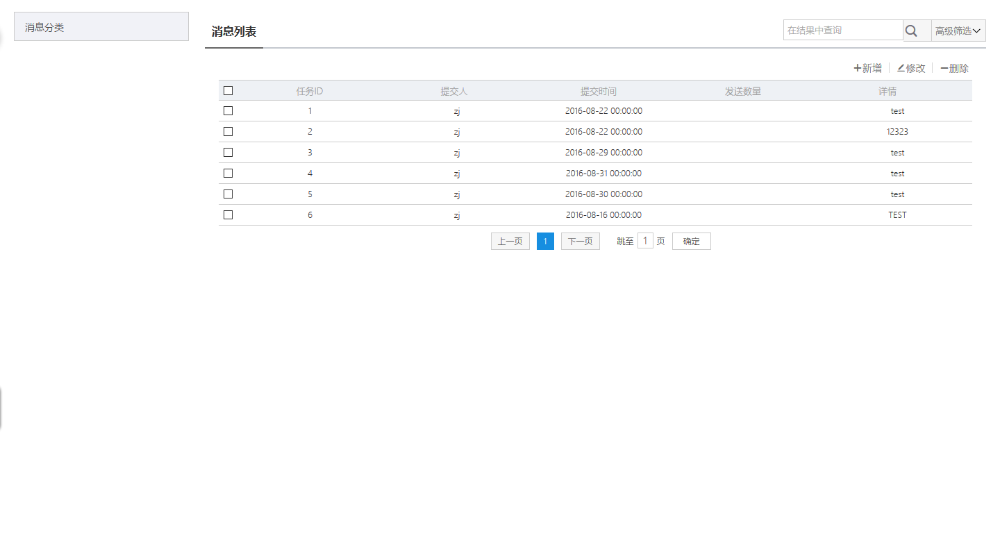 消息分类
消息列表
在结果中查询 高级筛选
新增 修改 删除
任务ID 提交人 提交时间 发送数量 详情
1 zj 2016-08-22 00:00:00 test
2 zj 2016-08-22 00:00:00 12323
3 zj 2016-08-29 00:00:00 test
4 zj 2016-08-31 00:00:00 test
5 zj 2016-08-30 00:00:00 test
6 zj 2016-08-16 00:00:00 TEST
上一页 1 下一页 跳至 1 页 确定